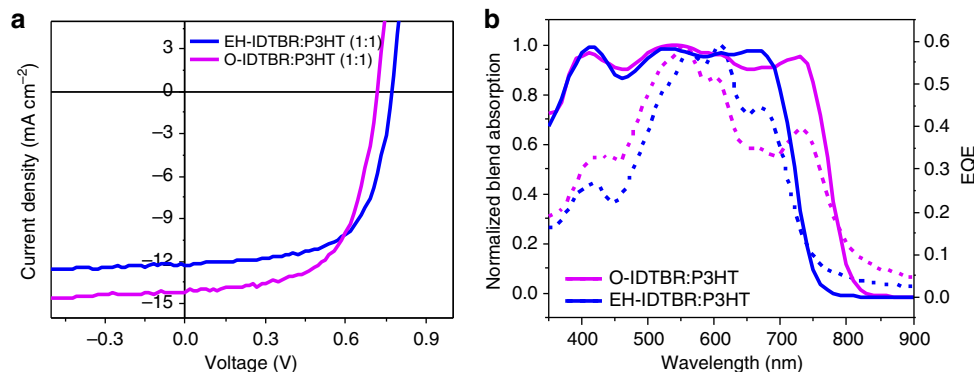 a
EH-IDTBR:P3HT (1:1)
O-IDTBR:P3HT (1:1)
Current density (mA cm−2)
3
0
−3
−6
−9
−12
−15
−0.3 0.0 0.3 0.6 0.9
Voltage (V)
b
Normalized blend absorption
1.0
0.8
0.6
0.4
0.2
0.0
O-IDTBR:P3HT
EH-IDTBR:P3HT
0.6
0.5
0.4
0.3
0.2
0.1
0.0
EQE
400 500 600 700 800 900
Wavelength (nm)